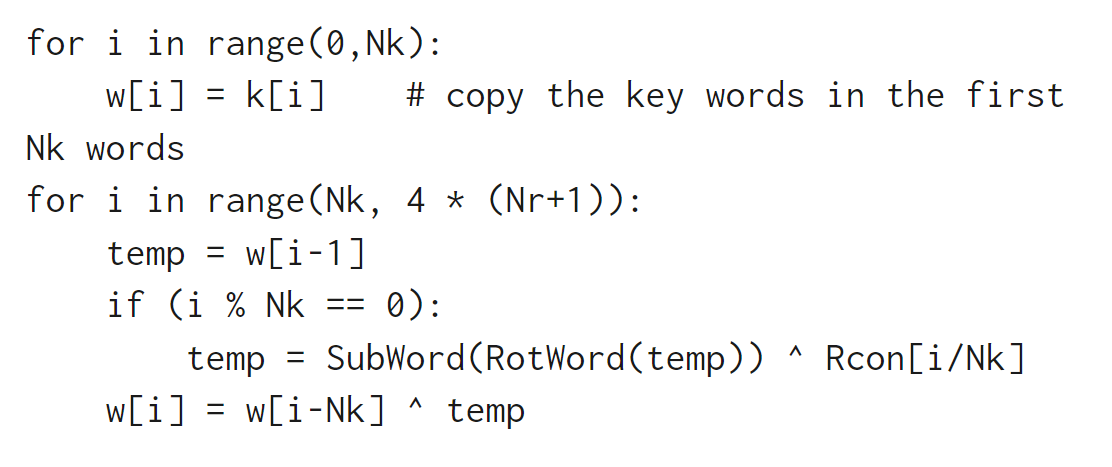 for i in range(0,Nk):
    w[i] = k[i]    # copy the key words in the first
Nk words
for i in range(Nk, 4 * (Nr+1)):
    temp = w[i-1]
    if (i % Nk == 0):
        temp = SubWord(RotWord(temp)) ^ Rcon[i/Nk]
    w[i] = w[i-Nk] ^ temp